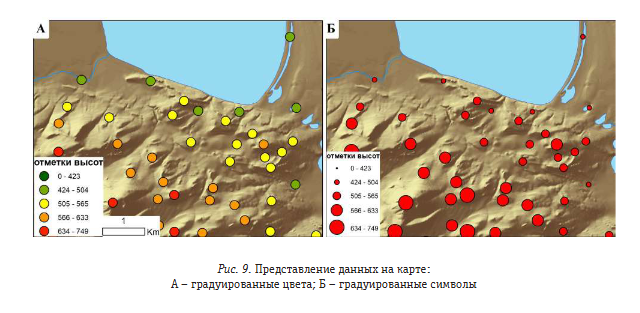 А
отметки высот
0 - 423
424 - 504
505 - 565
566 - 633
634 - 749
1
Km
Б
отметки высот
0 - 423
424 - 504
505 - 565
566 - 633
634 - 749
Рис. 9. Представление данных на карте:
А – градуированные цвета; Б – градуированные символы